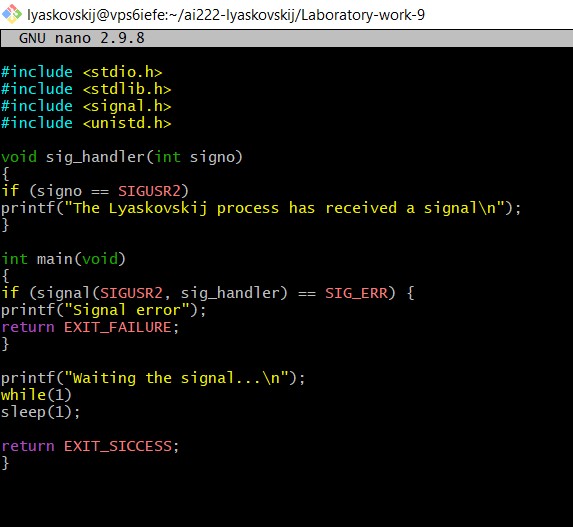 lyaskovskij@vps6iefe:~/ai222-lyaskovskij/Laboratory-work-9
GNU nano 2.9.8
#include <stdio.h>
#include <stdlib.h>
#include <signal.h>
#include <unistd.h>
void sig_handler(int signo)
{
if (signo == SIGUSR2)
printf("The Lyaskovskij process has received a signal\n");
}
int main(void)
{
if (signal(SIGUSR2, sig_handler) == SIG_ERR) {
printf("Signal error");
return EXIT_FAILURE;
}
printf("Waiting the signal...\n");
while(1)
sleep(1);
return EXIT_SICCESS;
}